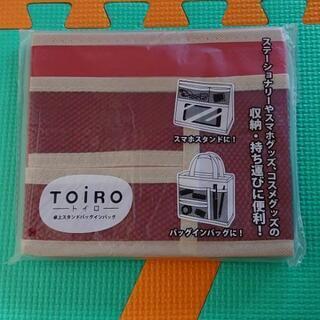 ステーショナリーやスマホグッズ、コスメグッズの
収納・持ち運びに便利！
スマホスタンドに！
バッグインバッグに！
TOiRO
トイロ
卓上スタンドバッグインバッグ